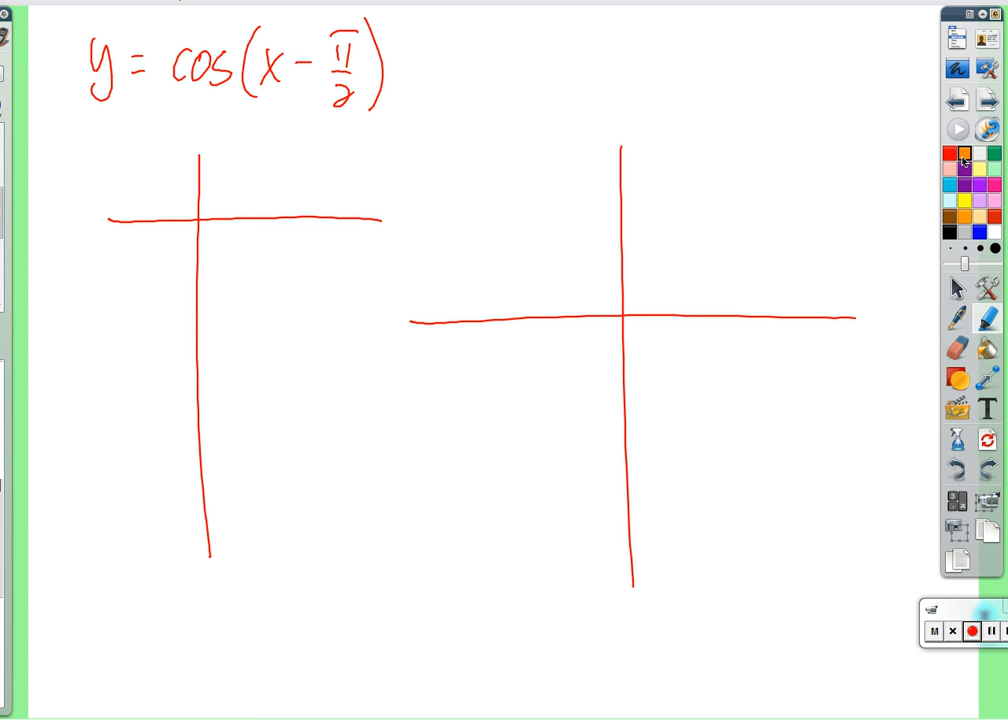 y = cos(x - π/2)
T
M